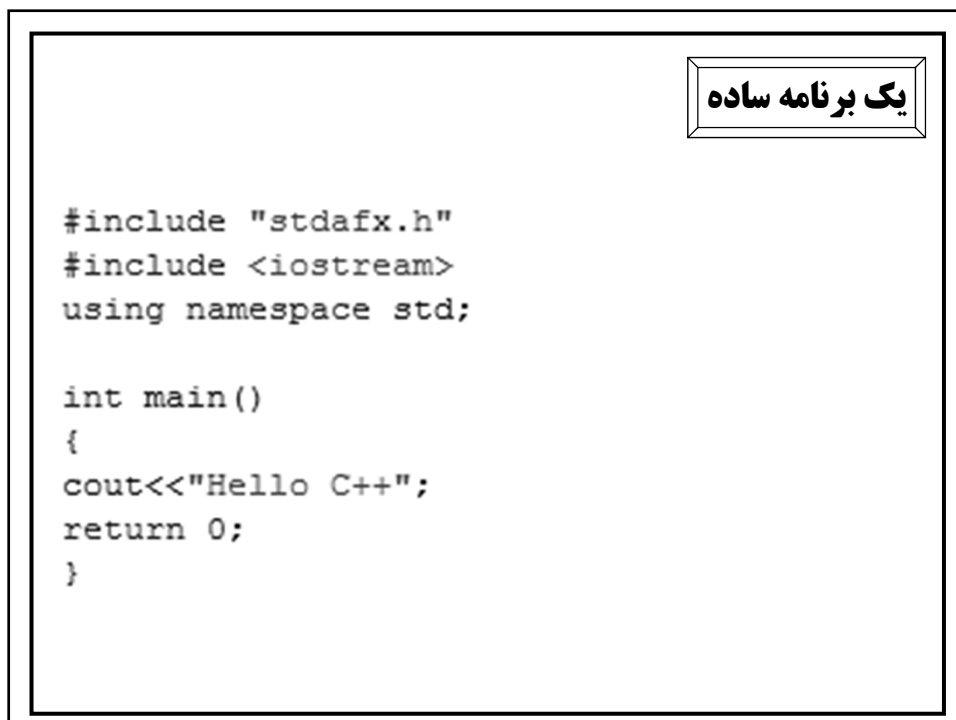 یک برنامه ساده
#include "stdafx.h"
#include <iostream>
using namespace std;
int main()
{
cout<<"Hello C++";
return 0;
}